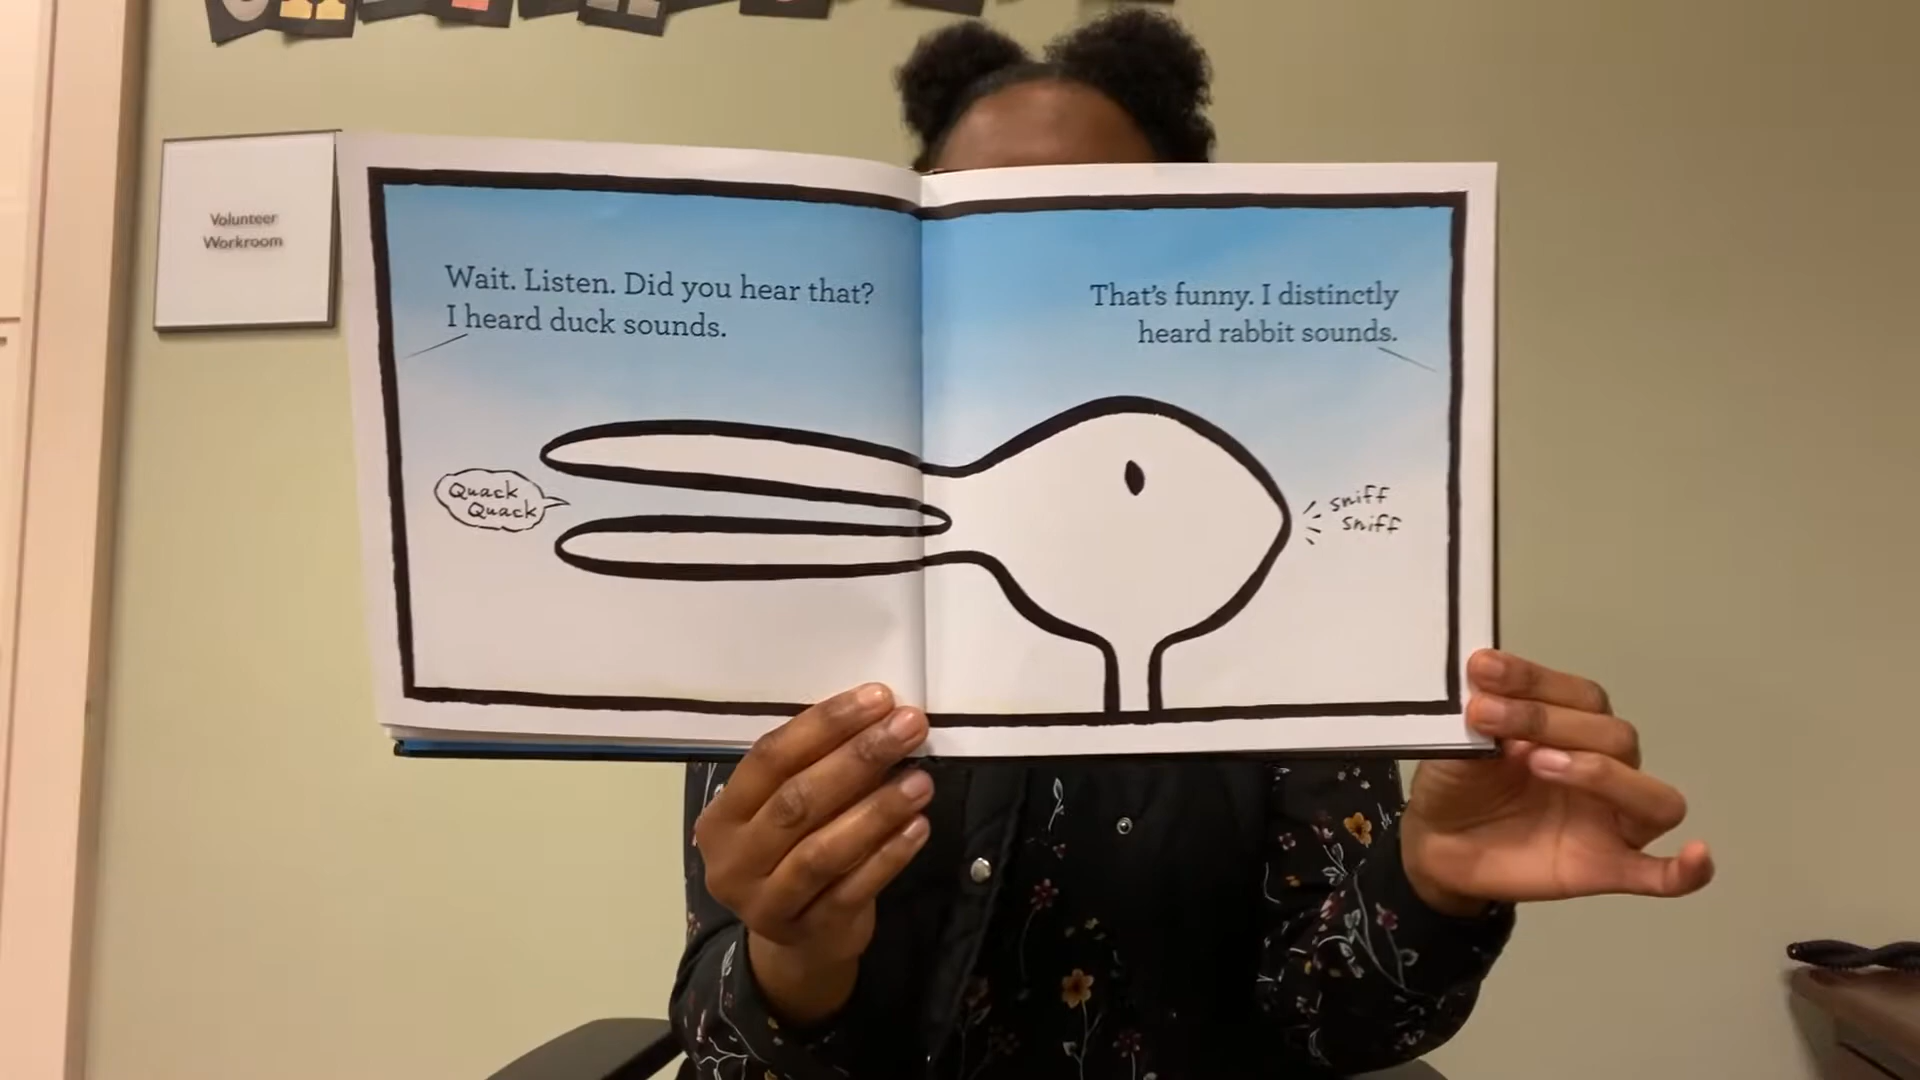 Volunteer
Workroom
Wait. Listen. Did you hear that?
I heard duck sounds.
Quack
Quack
That's funny. I distinctly
heard rabbit sounds.
sniff
sniff